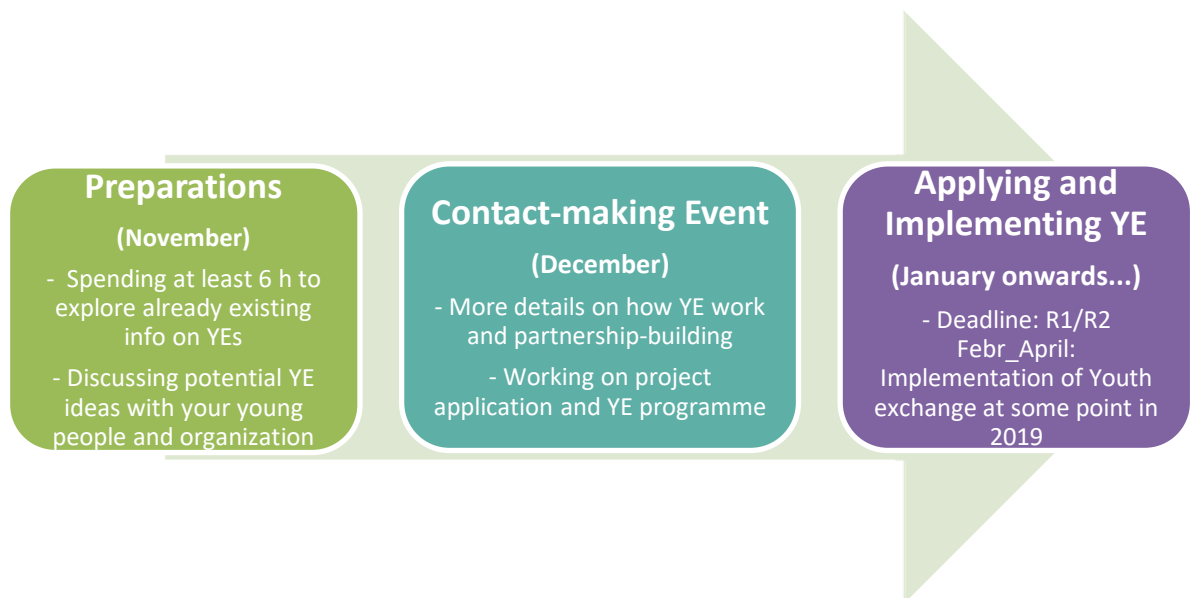 Preparations
(November)
- Spending at least 6 h to
explore already existing
info on YEs
- Discussing potential YE
ideas with your young
people and organization
Contact-making Event
(December)
- More details on how YE work
and partnership-building
- Working on project
application and YE programme
Applying and
Implementing YE
(January onwards...)
- Deadline: R1/R2
Febr_April:
Implementation of Youth
exchange at some point in
2019